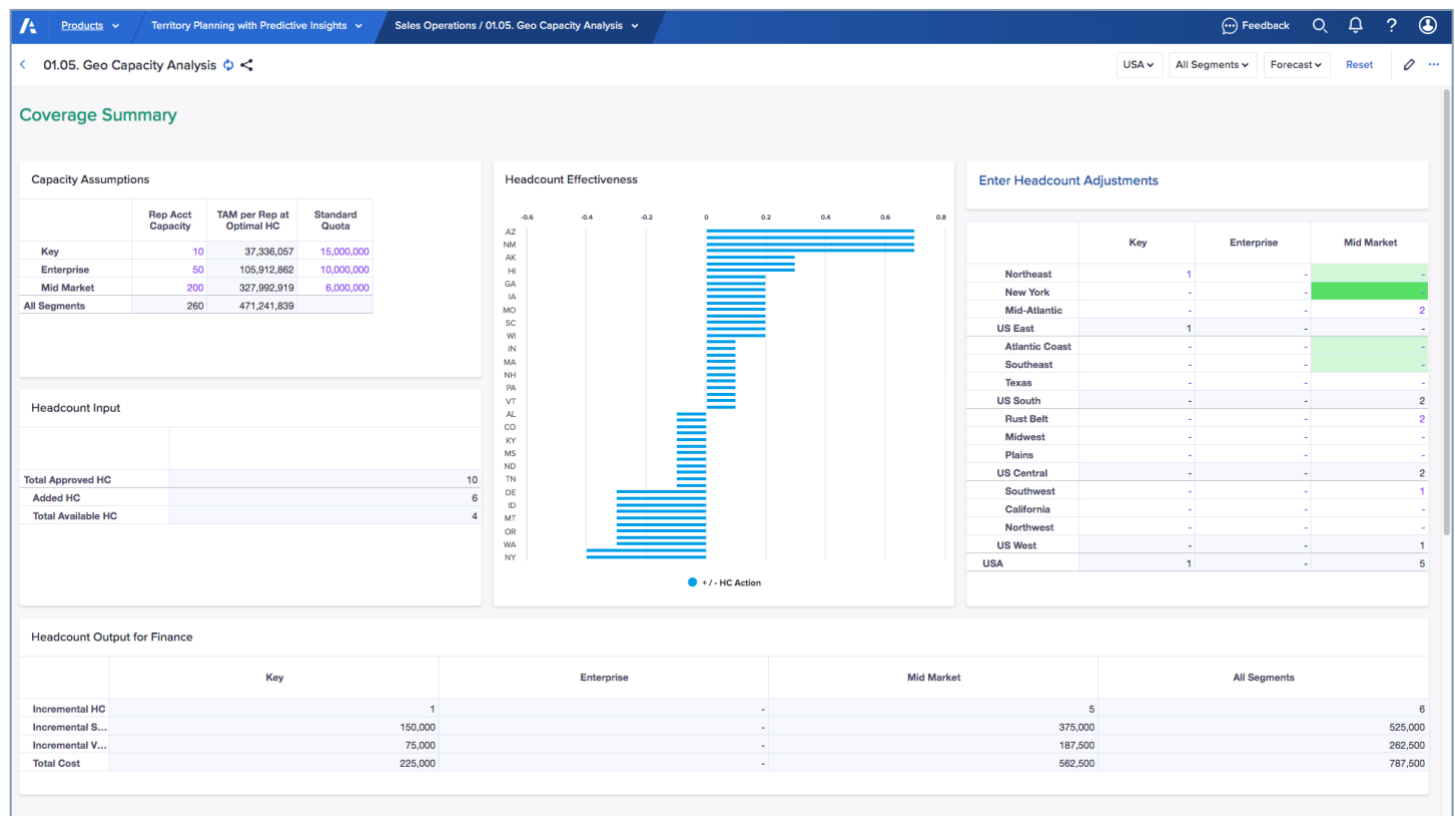 Products
Territory Planning with Predictive Insights
Sales Operations / 01.05. Geo Capacity Analysis
Feedback
?
01.05. Geo Capacity Analysis
USA
All Segments
Forecast
Reset
Coverage Summary
Capacity Assumptions
Rep Acct Capacity TAM per Rep at Optimal HC Standard Quota
Key 10 37,336,057 15,000,000
Enterprise 50 105,912,862 10,000,000
Mid Market 200 327,992,919 6,000,000
All Segments 260 471,241,839
Headcount Input
Total Approved HC 10
Added HC 6
Total Available HC 4
Headcount Effectiveness
-0.6 -0.4 -0.2 0 0.2 0.4 0.6 0.8
AZ
NM
AK
HI
GA
IA
MO
SC
WI
IN
MA
NH
PA
VT
AL
CO
KY
MS
ND
TN
DE
ID
MT
OR
WA
NY
+ / - HC Action
Enter Headcount Adjustments
Key Enterprise Mid Market
Northeast 1 - -
New York - - -
Mid-Atlantic - - 2
US East 1 - -
Atlantic Coast - - -
Southeast - - -
Texas - - -
US South - - 2
Rust Belt - - 2
Midwest - - -
Plains - - -
US Central - - 2
Southwest - - 1
California - - -
Northwest - - -
US West - - 1
USA 1 - 5
Headcount Output for Finance
Key Enterprise Mid Market All Segments
Incremental HC 1 - 5 6
Incremental S... 150,000 - 375,000 525,000
Incremental V... 75,000 - 187,500 262,500
Total Cost 225,000 - 562,500 787,500